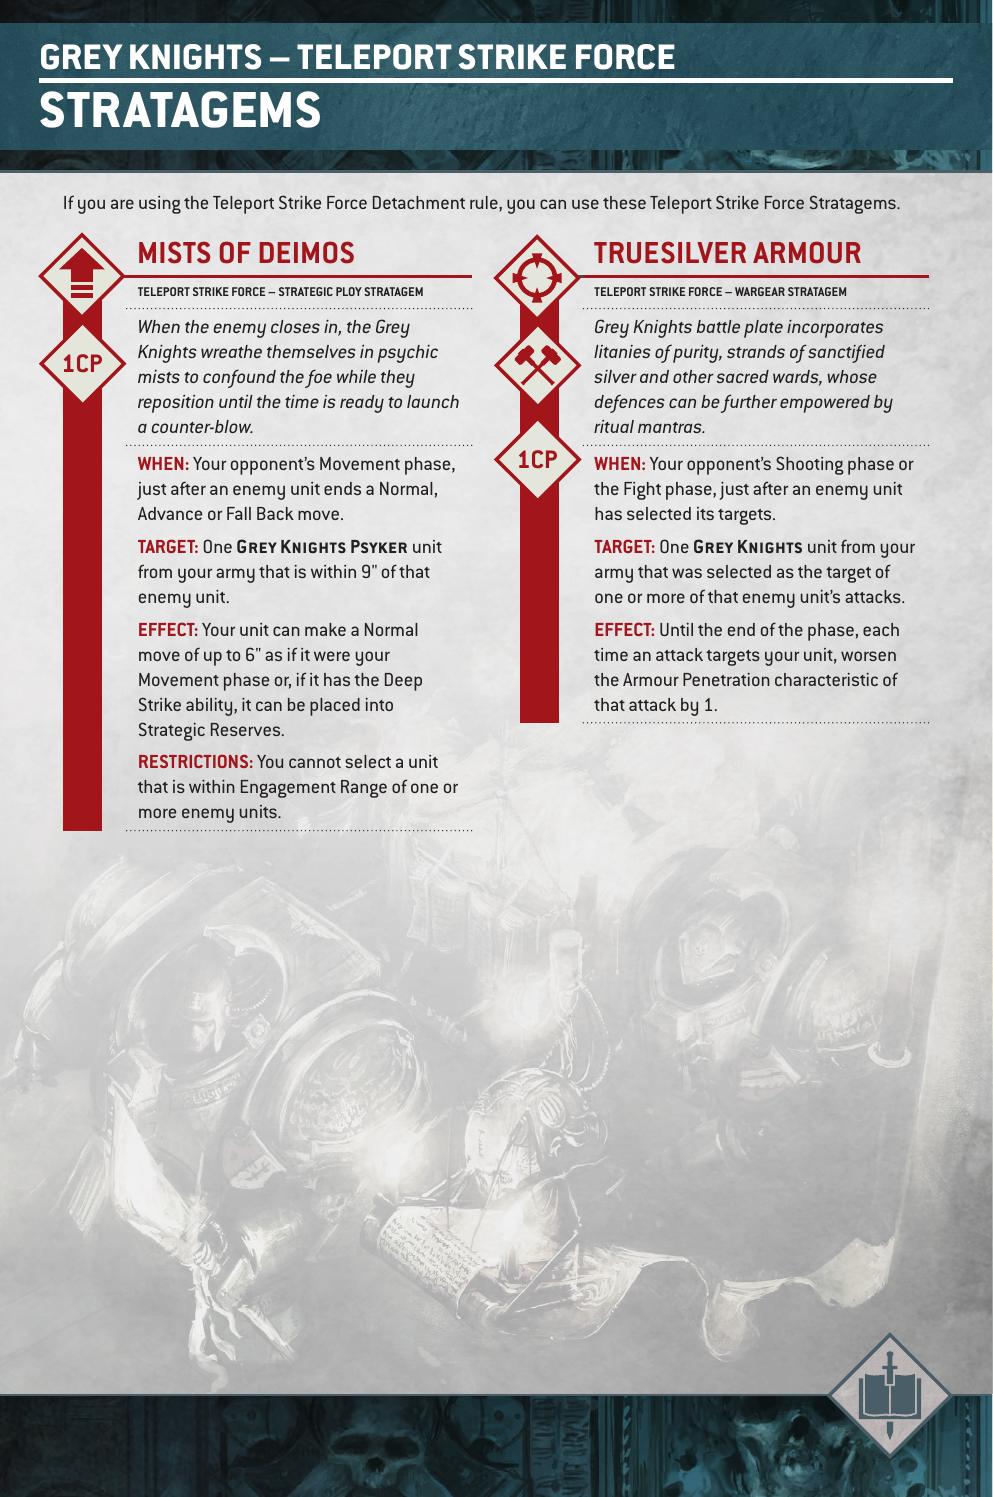 GREY KNIGHTS – TELEPORT STRIKE FORCE
STRATAGEMS
If you are using the Teleport Strike Force Detachment rule, you can use these Teleport Strike Force Stratagems.
MISTS OF DEIMOS
TELEPORT STRIKE FORCE – STRATEGIC PLOY STRATAGEM
1CP
When the enemy closes in, the Grey
Knights wreathe themselves in psychic
mists to confound the foe while they
reposition until the time is ready to launch
a counter-blow.
WHEN: Your opponent's Movement phase,
just after an enemy unit ends a Normal,
Advance or Fall Back move.
TARGET: One GREY KNIGHTS PSYKER unit
from your army that is within 9" of that
enemy unit.
EFFECT: Your unit can make a Normal
move of up to 6" as if it were your
Movement phase or, if it has the Deep
Strike ability, it can be placed into
Strategic Reserves.
RESTRICTIONS: You cannot select a unit
that is within Engagement Range of one or
more enemy units.
TRUESILVER ARMOUR
TELEPORT STRIKE FORCE – WARGEAR STRATAGEM
1CP
Grey Knights battle plate incorporates
litanies of purity, strands of sanctified
silver and other sacred wards, whose
defences can be further empowered by
ritual mantras.
WHEN: Your opponent's Shooting phase or
the Fight phase, just after an enemy unit
has selected its targets.
TARGET: One GREY KNIGHTS unit from your
army that was selected as the target of
one or more of that enemy unit's attacks.
EFFECT: Until the end of the phase, each
time an attack targets your unit, worsen
the Armour Penetration characteristic of
that attack by 1.